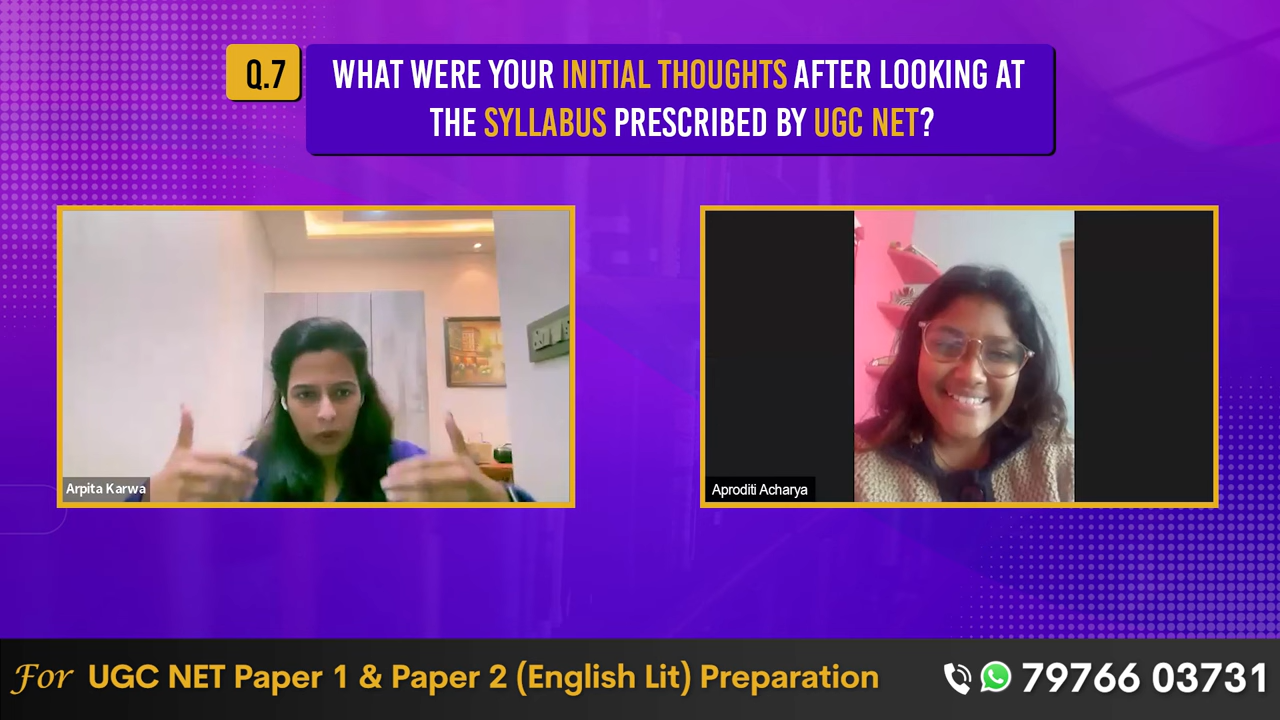 Q.7
WHAT WERE YOUR INITIAL THOUGHTS AFTER LOOKING AT
THE SYLLABUS PRESCRIBED BY UGC NET?
Arpita Karwa
Aproditi Acharya
For UGC NET Paper 1 & Paper 2 (English Lit) Preparation
79766 03731